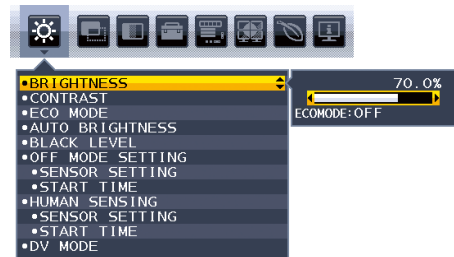 BRIGHTNESS
70.0%
CONTRAST
ECO MODE
ECOMODE:OFF
AUTO BRIGHTNESS
BLACK LEVEL
OFF MODE SETTING
SENSOR SETTING
START TIME
HUMAN SENSING
SENSOR SETTING
START TIME
DV MODE